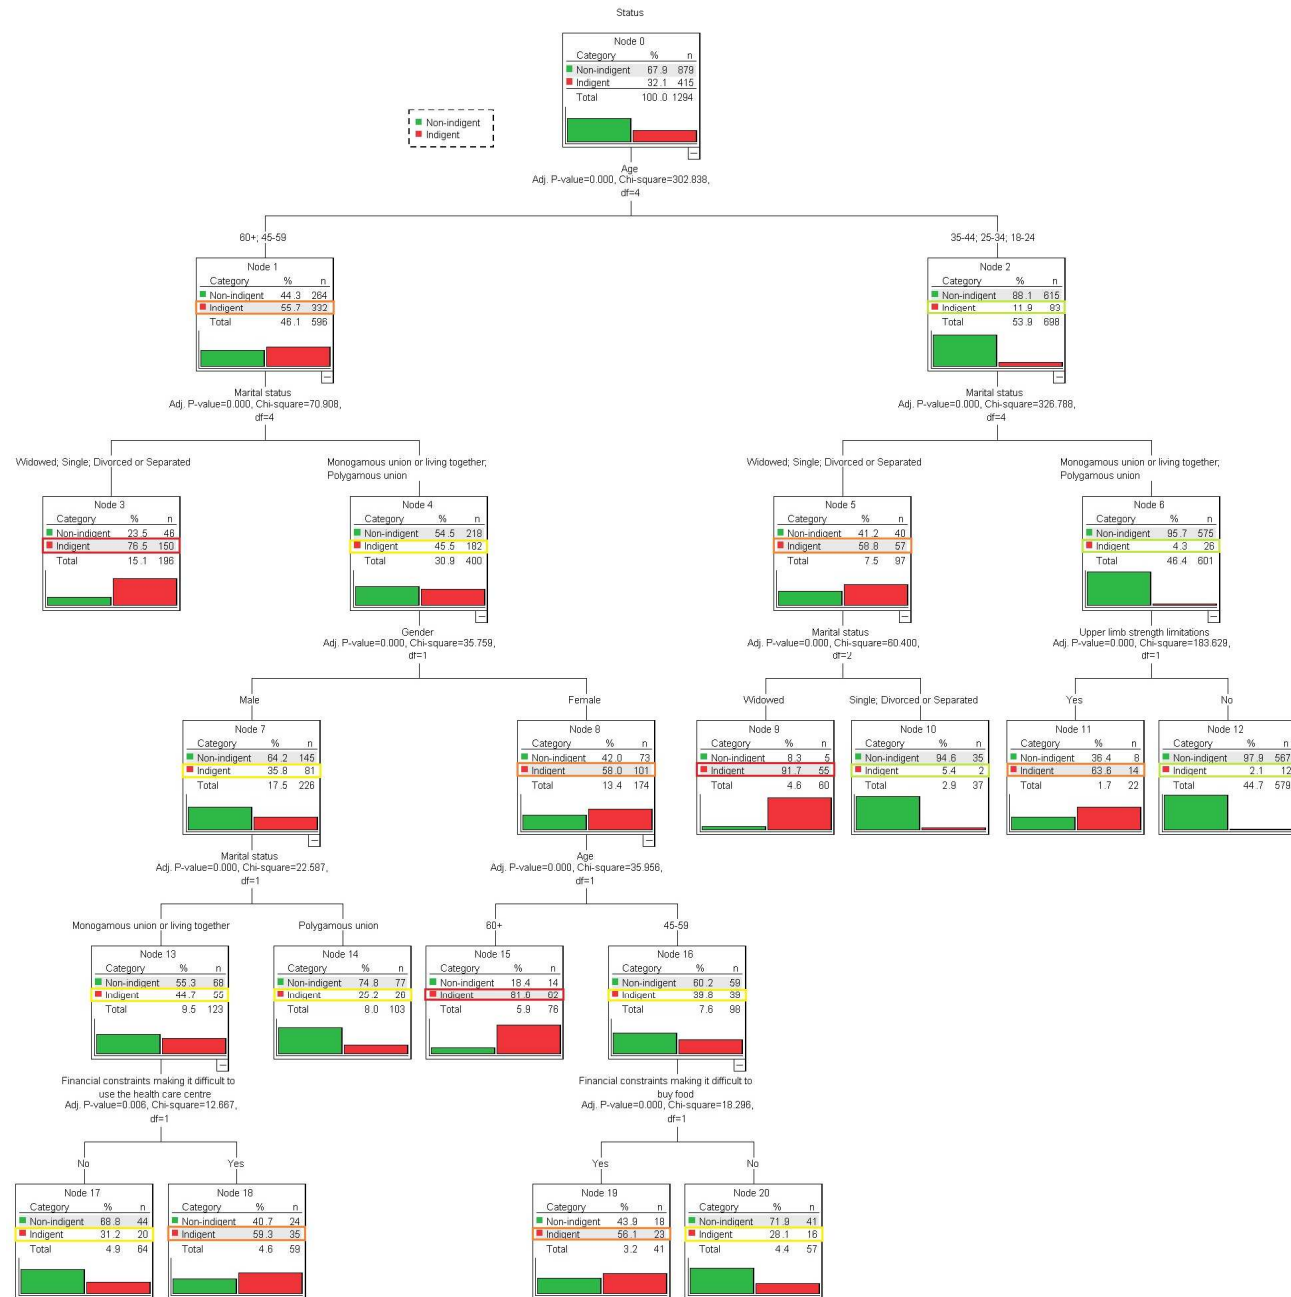 Status
Node 0
Category % n
Non-indigent 67.9 879
Indigent 32.1 415
Total 100.0 1294
Non-indigent
Indigent
Age
Adj. P-value=0.000, Chi-square=302.838,
df=4
60+; 45-59
35-44; 25-34; 18-24
Node 1
Category % n
Non-indigent 44.3 264
Indigent 55.7 332
Total 46.1 596
Node 2
Category % n
Non-indigent 88.1 615
Indigent 11.9 83
Total 53.9 698
Marital status
Adj. P-value=0.000, Chi-square=70.908,
df=4
Marital status
Adj. P-value=0.000, Chi-square=326.788,
df=4
Widowed; Single; Divorced or Separated
Monogamous union or living together;
Polygamous union
Widowed; Single; Divorced or Separated
Monogamous union or living together;
Polygamous union
Node 3
Category % n
Non-indigent 23.5 46
Indigent 76.5 150
Total 15.1 196
Node 4
Category % n
Non-indigent 54.5 218
Indigent 45.5 182
Total 30.9 400
Node 5
Category % n
Non-indigent 41.2 40
Indigent 58.8 57
Total 7.5 97
Node 6
Category % n
Non-indigent 95.7 575
Indigent 4.3 26
Total 46.4 601
Gender
Adj. P-value=0.000, Chi-square=35.759,
df=1
Marital status
Adj. P-value=0.000, Chi-square=60.400,
df=2
Upper limb strength limitations
Adj. P-value=0.000, Chi-square=183.629,
df=1
Male
Female
Widowed
Single; Divorced or Separated
Yes
No
Node 7
Category % n
Non-indigent 64.2 145
Indigent 35.8 81
Total 17.5 226
Node 8
Category % n
Non-indigent 42.0 73
Indigent 58.0 101
Total 13.4 174
Node 9
Category % n
Non-indigent 8.3 5
Indigent 91.7 55
Total 4.6 60
Node 10
Category % n
Non-indigent 94.6 35
Indigent 5.4 2
Total 2.9 37
Node 11
Category % n
Non-indigent 36.4 8
Indigent 63.6 14
Total 1.7 22
Node 12
Category % n
Non-indigent 97.9 567
Indigent 2.1 12
Total 44.7 579
Marital status
Adj. P-value=0.000, Chi-square=22.587,
df=1
Age
Adj. P-value=0.000, Chi-square=35.956,
df=1
Monogamous union or living together
Polygamous union
60+
45-59
Node 13
Category % n
Non-indigent 55.3 68
Indigent 44.7 55
Total 9.5 123
Node 14
Category % n
Non-indigent 74.8 77
Indigent 25.2 26
Total 8.0 103
Node 15
Category % n
Non-indigent 18.4 14
Indigent 81.6 62
Total 5.9 76
Node 16
Category % n
Non-indigent 60.2 59
Indigent 39.8 39
Total 7.6 98
Financial constraints making it difficult to
use the health care centre
Adj. P-value=0.006, Chi-square=12.667,
df=1
Financial constraints making it difficult to
buy food
Adj. P-value=0.000, Chi-square=18.296,
df=1
No
Yes
Yes
No
Node 17
Category % n
Non-indigent 68.8 44
Indigent 31.2 20
Total 4.9 64
Node 18
Category % n
Non-indigent 40.7 24
Indigent 59.3 35
Total 4.6 59
Node 19
Category % n
Non-indigent 43.9 18
Indigent 56.1 23
Total 3.2 41
Node 20
Category % n
Non-indigent 71.9 41
Indigent 28.1 16
Total 4.4 57